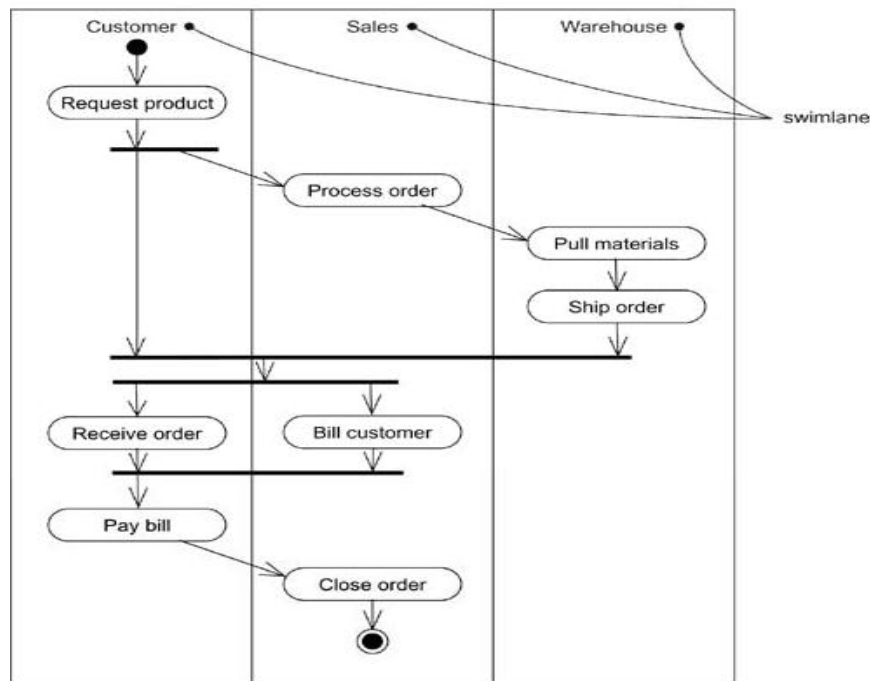 Customer
Sales
Warehouse
Request product
swimlane
Process order
Pull materials
Ship order
Receive order
Bill customer
Pay bill
Close order